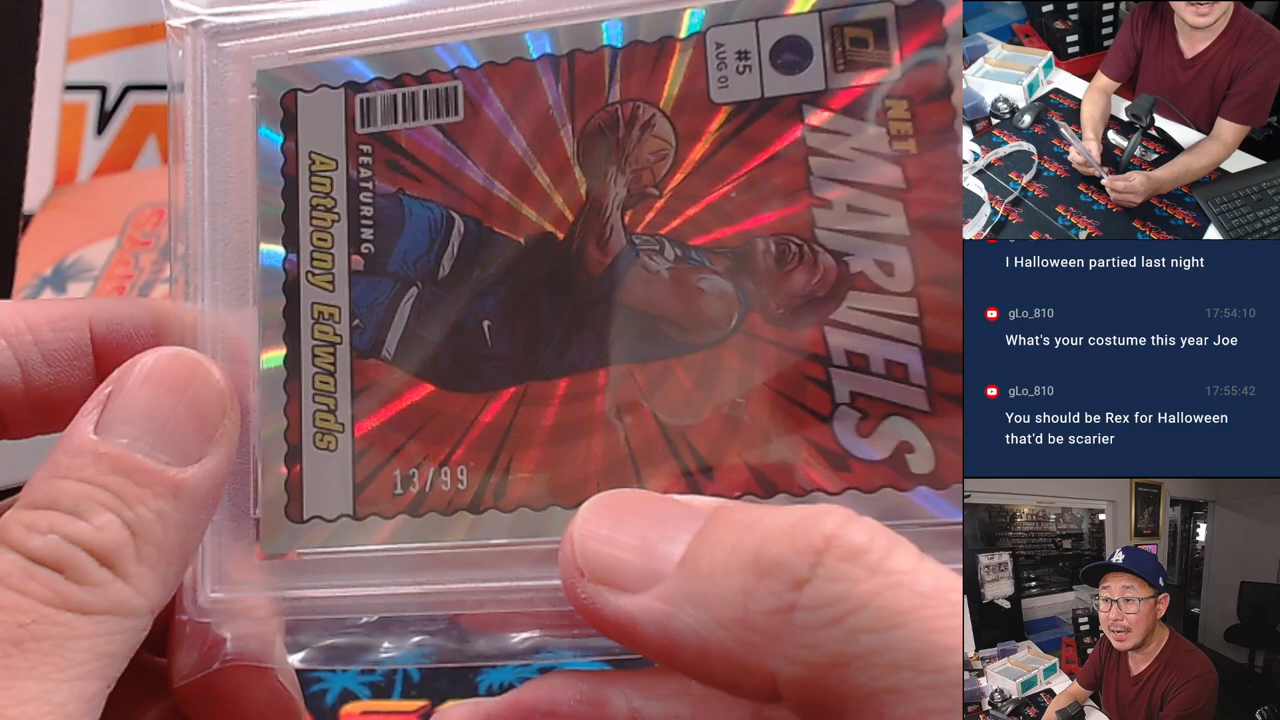 NET
MARVELS
#5
AUG 01
FEATURING
Anthony Edwards
13/99
I Halloween partied last night
gLo_810 17:54:10
What's your costume this year Joe
gLo_810 17:55:42
You should be Rex for Halloween
that'd be scarier
LA